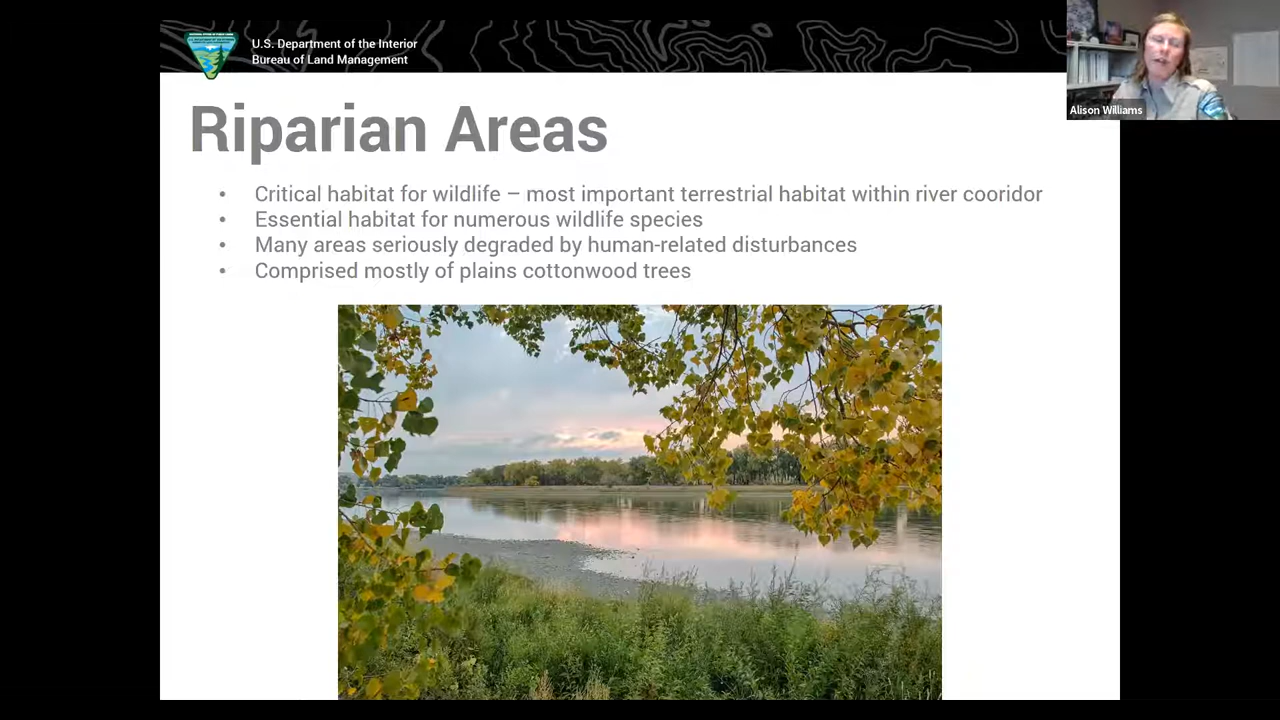 U.S. Department of the Interior
Bureau of Land Management
Alison Williams
Riparian Areas
• Critical habitat for wildlife – most important terrestrial habitat within river cooridor
• Essential habitat for numerous wildlife species
• Many areas seriously degraded by human-related disturbances
• Comprised mostly of plains cottonwood trees